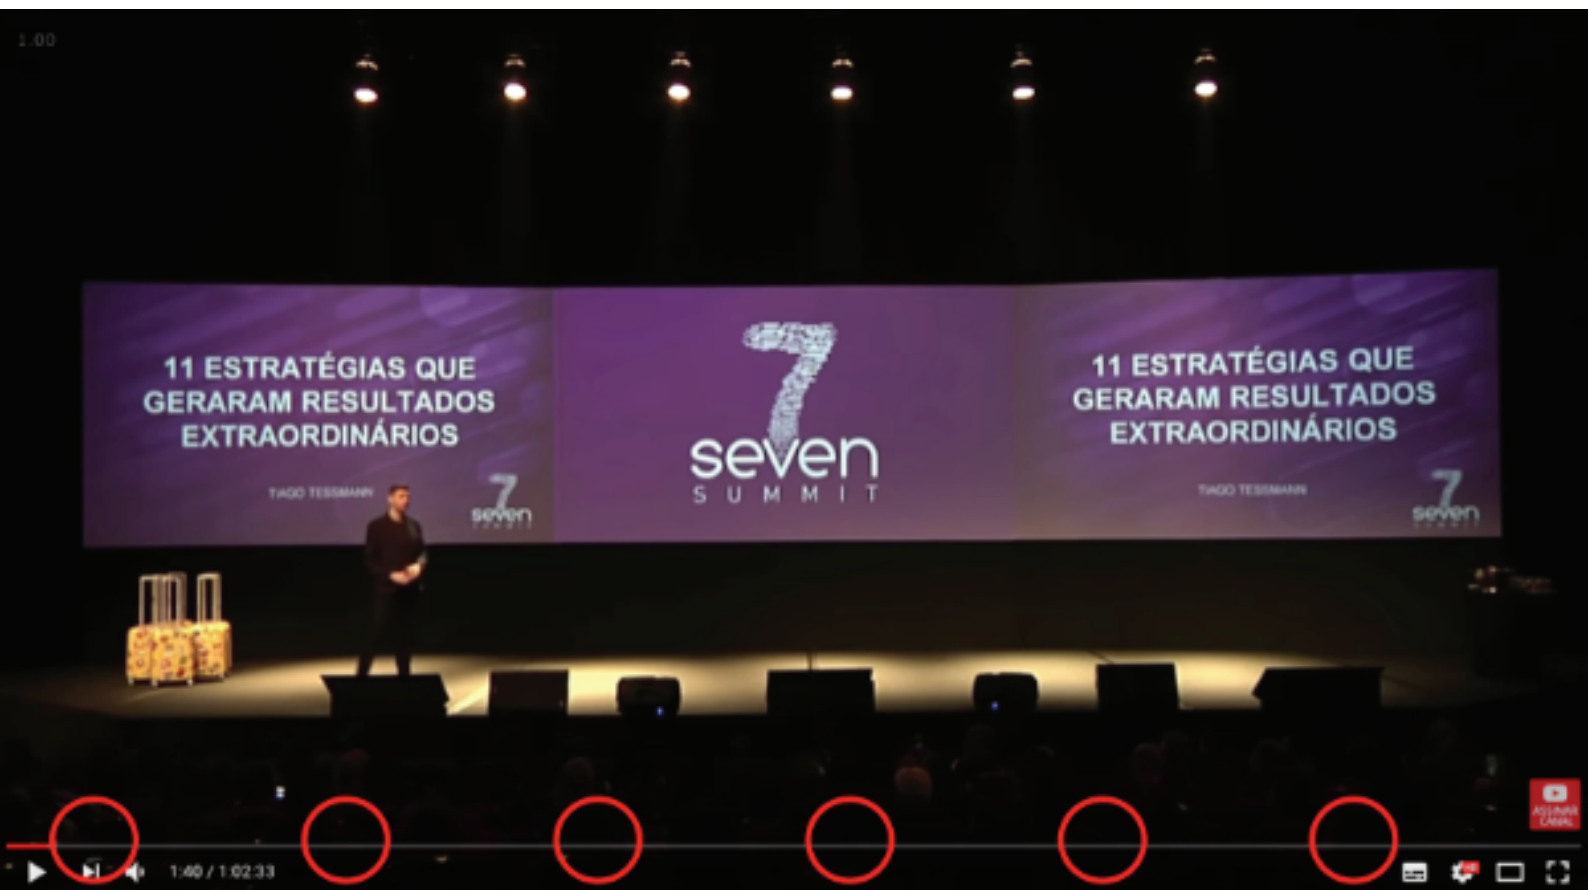 1.00
11 ESTRATÉGIAS QUE
GERARAM RESULTADOS
EXTRAORDINÁRIOS
TIAGO TESSMANN
7
seven
7
seven
SUMMIT
11 ESTRATÉGIAS QUE
GERARAM RESULTADOS
EXTRAORDINÁRIOS
TIAGO TESSMANN
7
seven
ASSINAR
CANAL
1:40 / 1:02:33